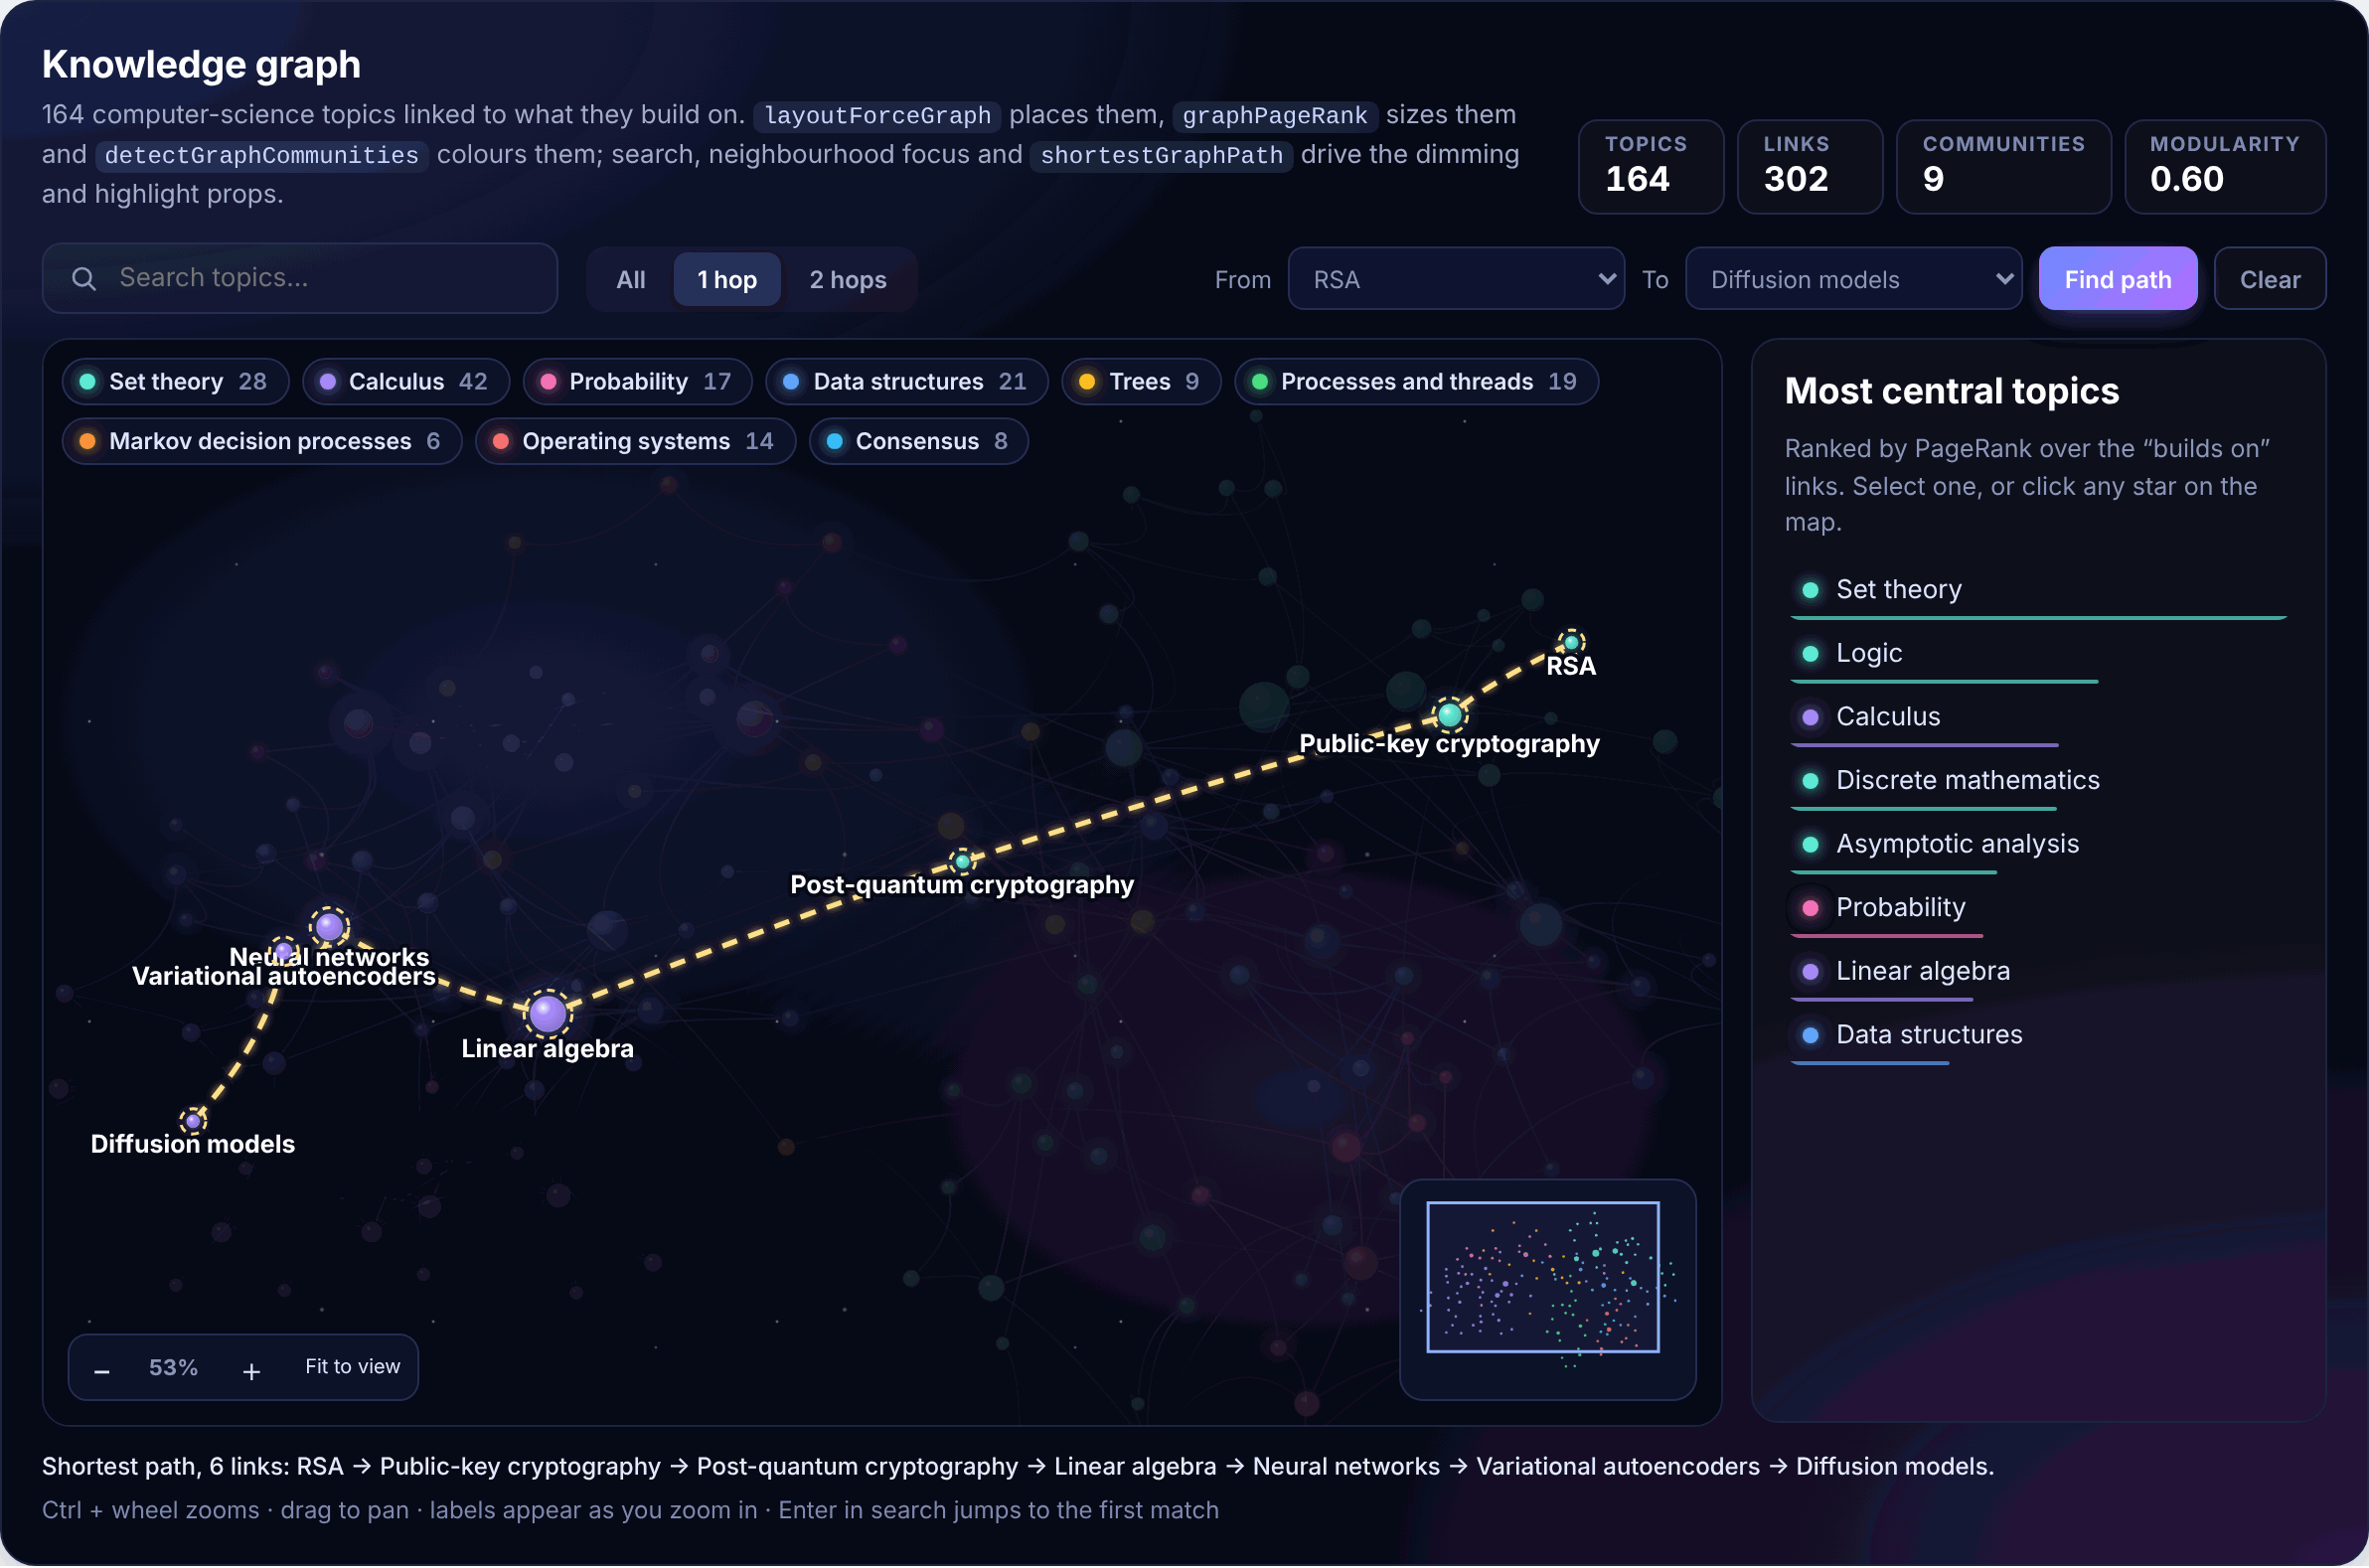 Knowledge graph
164 computer-science topics linked to what they build on. layoutForceGraph places them, graphPageRank sizes them
and detectGraphCommunities colours them; search, neighbourhood focus and shortestGraphPath drive the dimming
and highlight props.
TOPICS
164
LINKS
302
COMMUNITIES
9
MODULARITY
0.60
Search topics...
All
1 hop
2 hops
From
RSA
To
Diffusion models
Find path
Clear
Set theory 28
Calculus 42
Probability 17
Data structures 21
Trees 9
Processes and threads 19
Markov decision processes 6
Operating systems 14
Consensus 8
RSA
Public-key cryptography
Post-quantum cryptography
Neural networks
Variational autoencoders
Linear algebra
Diffusion models
− 53% + Fit to view
Most central topics
Ranked by PageRank over the “builds on”
links. Select one, or click any star on the
map.
Set theory
Logic
Calculus
Discrete mathematics
Asymptotic analysis
Probability
Linear algebra
Data structures
Shortest path, 6 links: RSA → Public-key cryptography → Post-quantum cryptography → Linear algebra → Neural networks → Variational autoencoders → Diffusion models.
Ctrl + wheel zooms · drag to pan · labels appear as you zoom in · Enter in search jumps to the first match